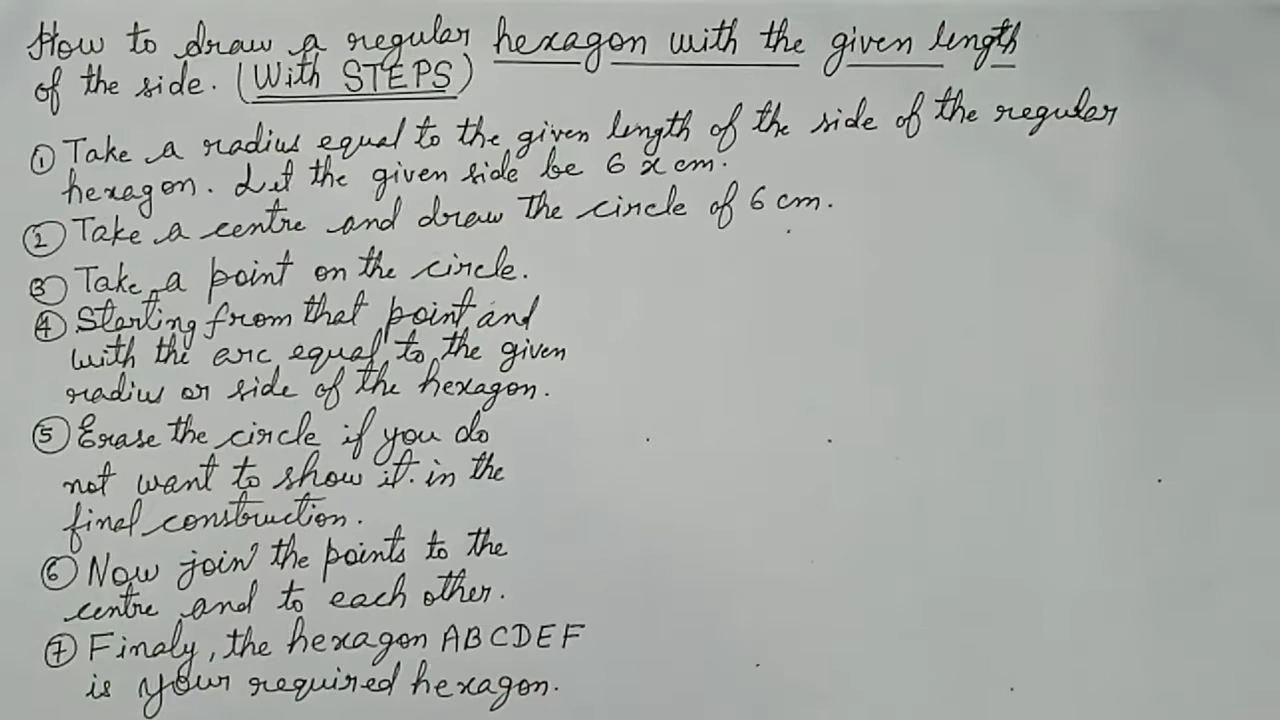 How to draw a regular hexagon with the given length
of the side. (With STEPS)
① Take a radius equal to the given length of the side of the regular
hexagon. Let the given side be 6 x cm.
② Take a centre and draw the circle of 6 cm.
③ Take a point on the circle.
④ Starting from that point and
with the arc equal to the given
radius or side of the hexagon.
⑤ Erase the circle if you do
not want to show it in the
final construction.
⑥ Now join the points to the
centre and to each other.
⑦ Finaly, the hexagon ABCDEF
is your required hexagon.